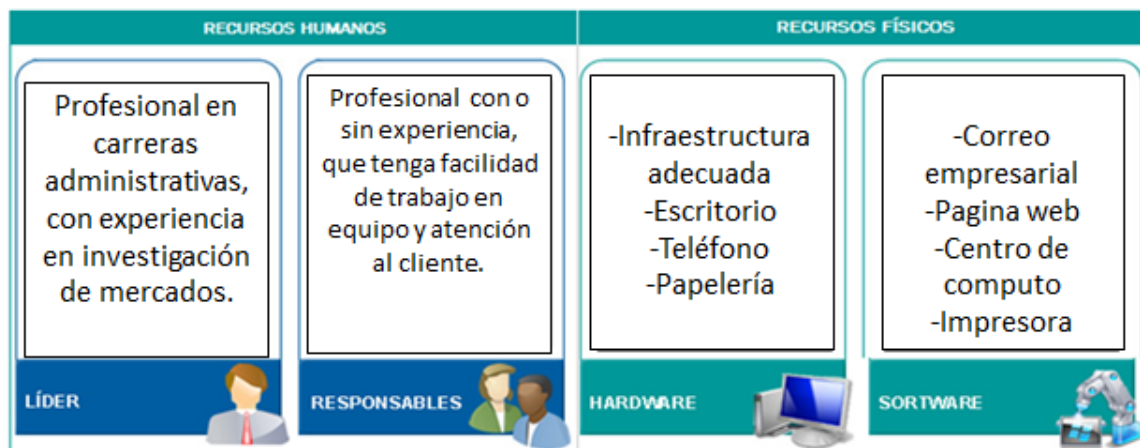 RECURSOS HUMANOS
RECURSOS FÍSICOS
Profesional en
carreras
administrativas,
con experiencia
en investigación
de mercados.
LÍDER
Profesional con o
sin experiencia,
que tenga facilidad
de trabajo en
equipo y atención
al cliente.
RESPONSABLES
-Infraestructura
adecuada
-Escritorio
-Teléfono
-Papelería
HARDWARE
-Correo
empresarial
-Pagina web
-Centro de
computo
-Impresora
SORTWARE